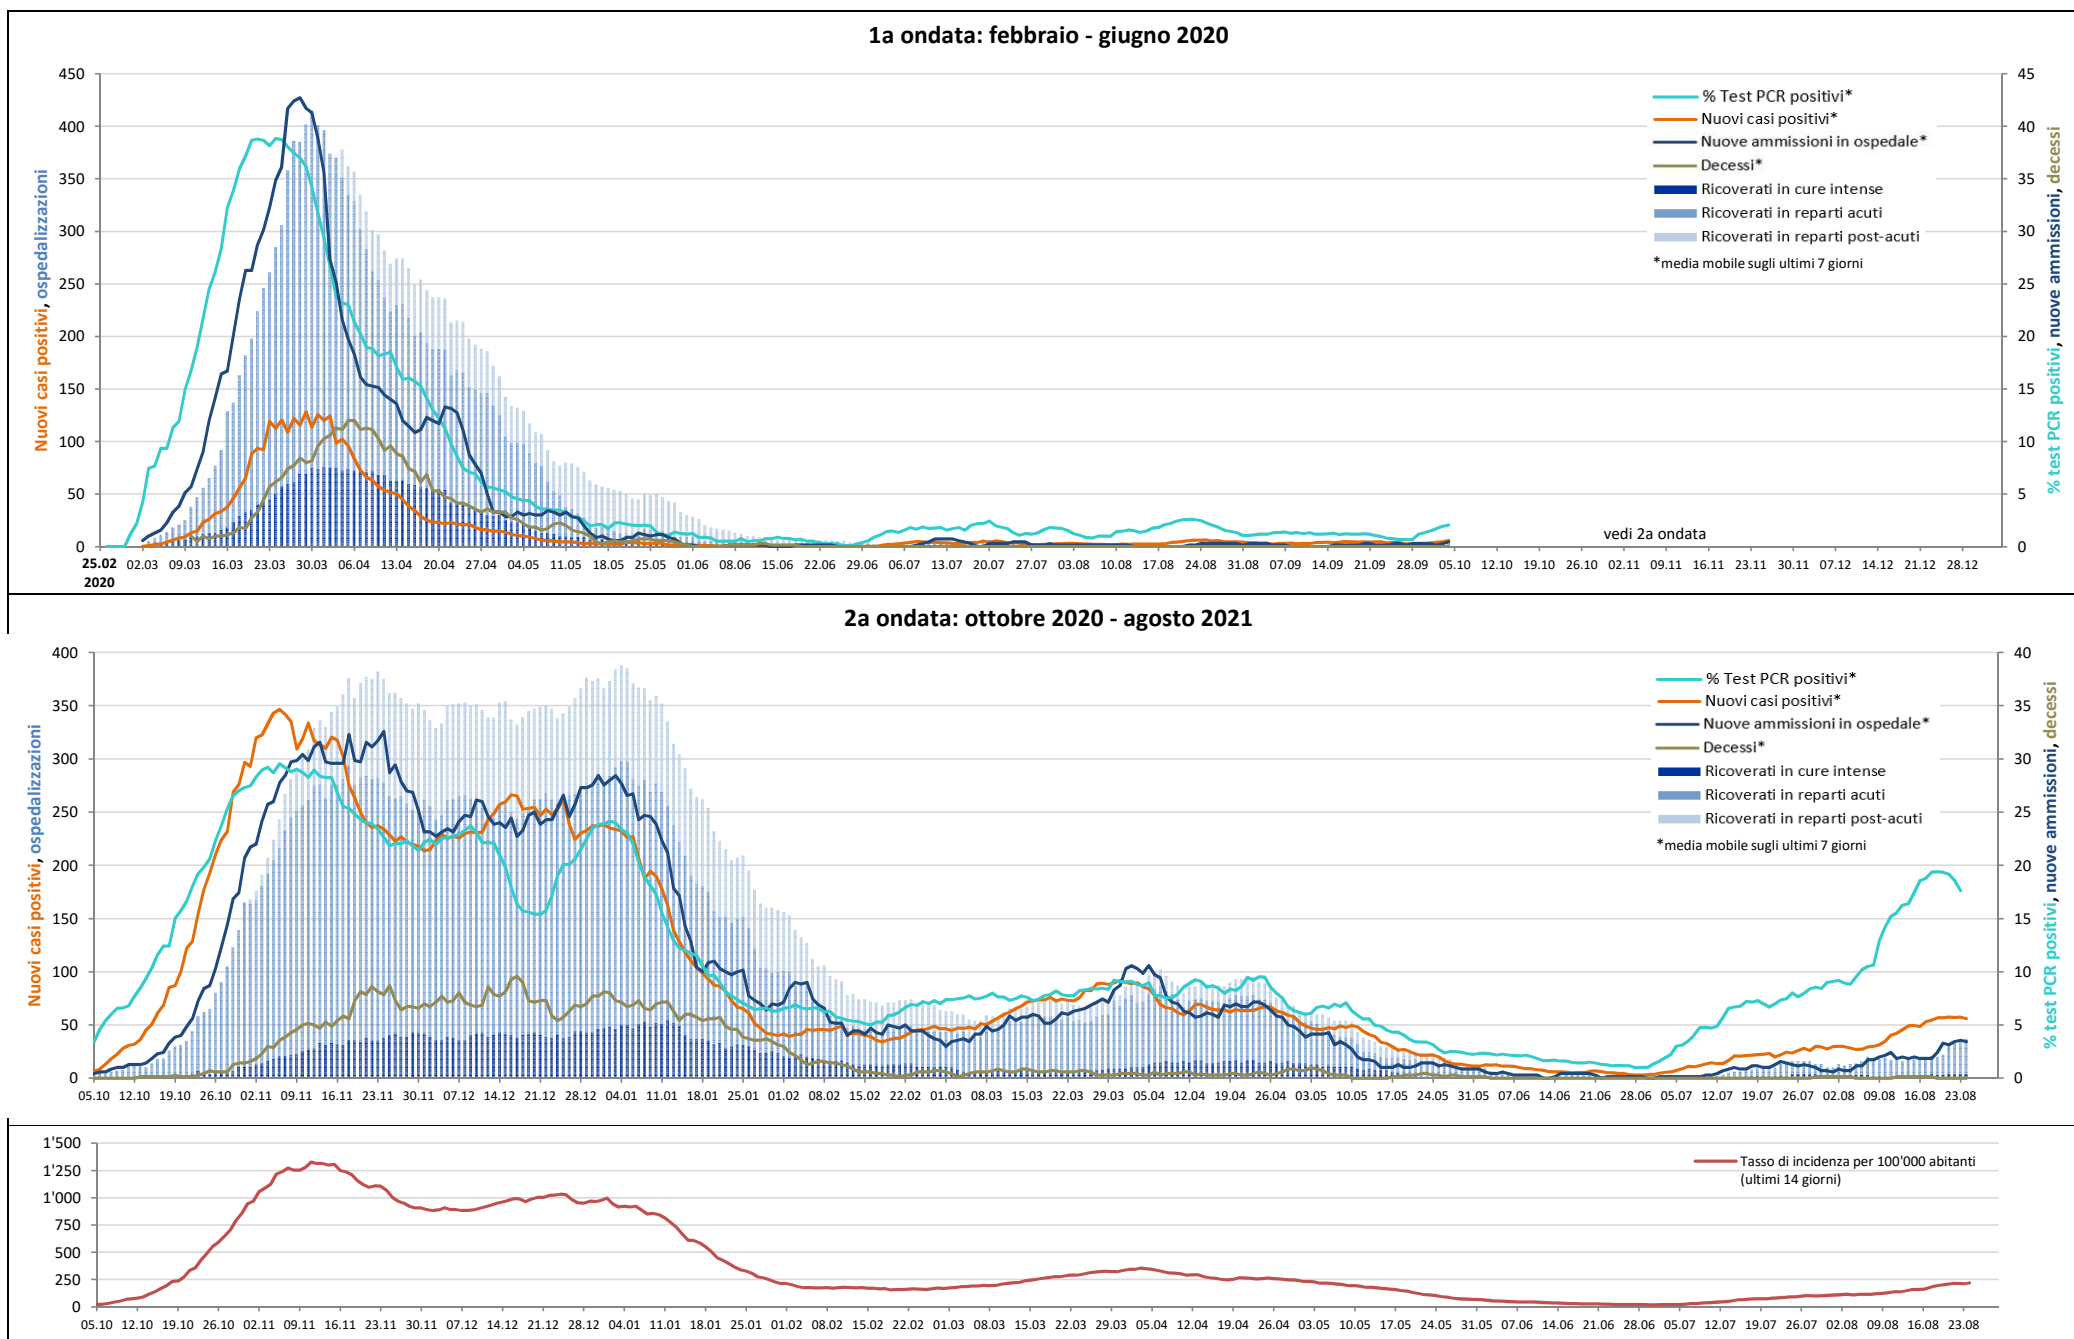 1a ondata: febbraio - giugno 2020
450 400 350 300 250 200 150 100 50 0
45 40 35 30 25 20 15 10 5 0
Nuovi casi positivi, ospedalizzazioni
% test PCR positivi, nuove ammissioni, decessi
% Test PCR positivi*
Nuovi casi positivi*
Nuove ammissioni in ospedale*
Decessi*
Ricoverati in cure intense
Ricoverati in reparti acuti
Ricoverati in reparti post-acuti
*media mobile sugli ultimi 7 giorni
vedi 2a ondata
25.02 02.03 09.03 16.03 23.03 30.03 06.04 13.04 20.04 27.04 04.05 11.05 18.05 25.05 01.06 08.06 15.06 22.06 29.06 06.07 13.07 20.07 27.07 03.08 10.08 17.08 24.08 31.08 07.09 14.09 21.09 28.09 05.10 12.10 19.10 26.10 02.11 09.11 16.11 23.11 30.11 07.12 14.12 21.12 28.12
2020
2a ondata: ottobre 2020 - agosto 2021
400 350 300 250 200 150 100 50 0
40 35 30 25 20 15 10 5 0
Nuovi casi positivi, ospedalizzazioni
% test PCR positivi, nuove ammissioni, decessi
% Test PCR positivi*
Nuovi casi positivi*
Nuove ammissioni in ospedale*
Decessi*
Ricoverati in cure intense
Ricoverati in reparti acuti
Ricoverati in reparti post-acuti
*media mobile sugli ultimi 7 giorni
05.10 12.10 19.10 26.10 02.11 09.11 16.11 23.11 30.11 07.12 14.12 21.12 28.12 04.01 11.01 18.01 25.01 01.02 08.02 15.02 22.02 01.03 08.03 15.03 22.03 29.03 05.04 12.04 19.04 26.04 03.05 10.05 17.05 24.05 31.05 07.06 14.06 21.06 28.06 05.07 12.07 19.07 26.07 02.08 09.08 16.08 23.08
1'500 1'250 1'000 750 500 250 0
Tasso di incidenza per 100'000 abitanti
(ultimi 14 giorni)
05.10 12.10 19.10 26.10 02.11 09.11 16.11 23.11 30.11 07.12 14.12 21.12 28.12 04.01 11.01 18.01 25.01 01.02 08.02 15.02 22.02 01.03 08.03 15.03 22.03 29.03 05.04 12.04 19.04 26.04 03.05 10.05 17.05 24.05 31.05 07.06 14.06 21.06 28.06 05.07 12.07 19.07 26.07 02.08 09.08 16.08 23.08